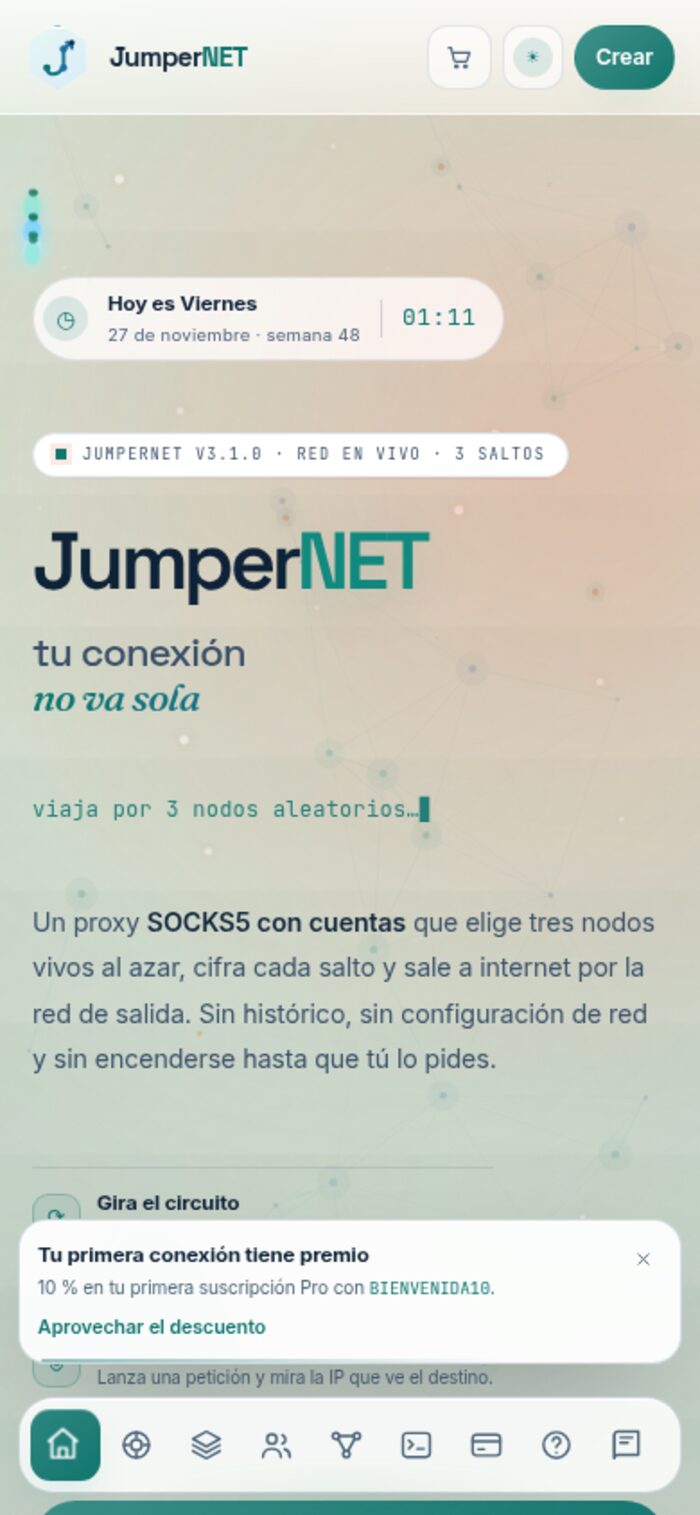 JumperNET
Crear
Hoy es Viernes
27 de noviembre · semana 48
01:11
JUMPERNET V3.1.0 · RED EN VIVO · 3 SALTOS
JumperNET
tu conexión
no va sola
viaja por 3 nodos aleatorios…
Un proxy SOCKS5 con cuentas que elige tres nodos
vivos al azar, cifra cada salto y sale a internet por la
red de salida. Sin histórico, sin configuración de red
y sin encenderse hasta que tú lo pides.
Gira el circuito
Tu primera conexión tiene premio
10 % en tu primera suscripción Pro con BIENVENIDA10.
Aprovechar el descuento
Lanza una petición y mira la IP que ve el destino.